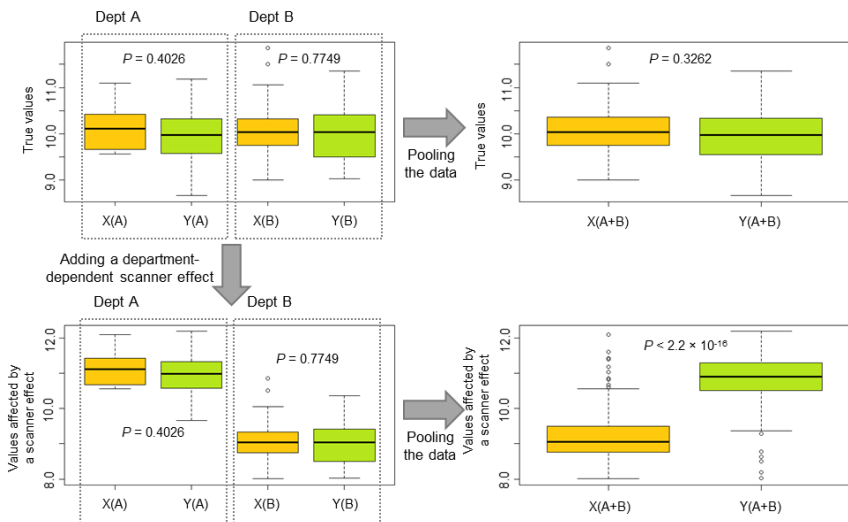 Dept A
Dept B
P = 0.4026
P = 0.7749
P = 0.3262
True values
11.0
10.0
9.0
X(A)
Y(A)
X(B)
Y(B)
Pooling
the data
True values
11.0
10.0
9.0
X(A+B)
Y(A+B)
Adding a department-
dependent scanner effect
Dept A
Dept B
P = 0.7749
P = 0.4026
Values affected by
a scanner effect
12.0
10.0
8.0
X(A)
Y(A)
X(B)
Y(B)
Pooling
the data
P < 2.2 × 10-16
Values affected by
a scanner effect
12.0
10.0
8.0
X(A+B)
Y(A+B)